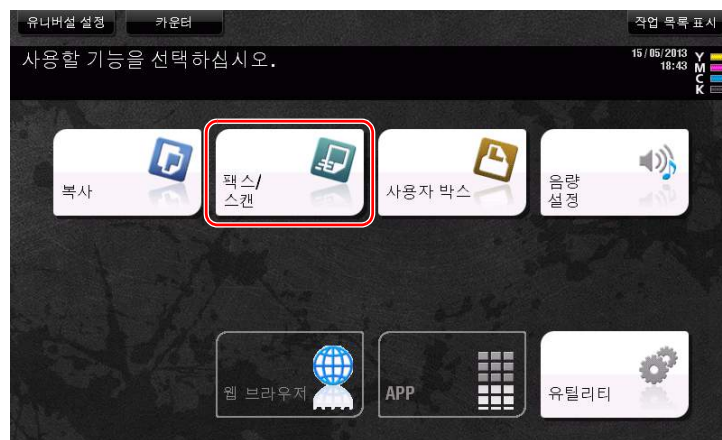 유니버설 설정
카운터
작업 목록 표시
사용할 기능을 선택하십시오.
15/05/2013
18:43
Y
M
C
K
복사
팩스/
스캔
사용자 박스
음량
설정
웹 브라우저
APP
유틸리티